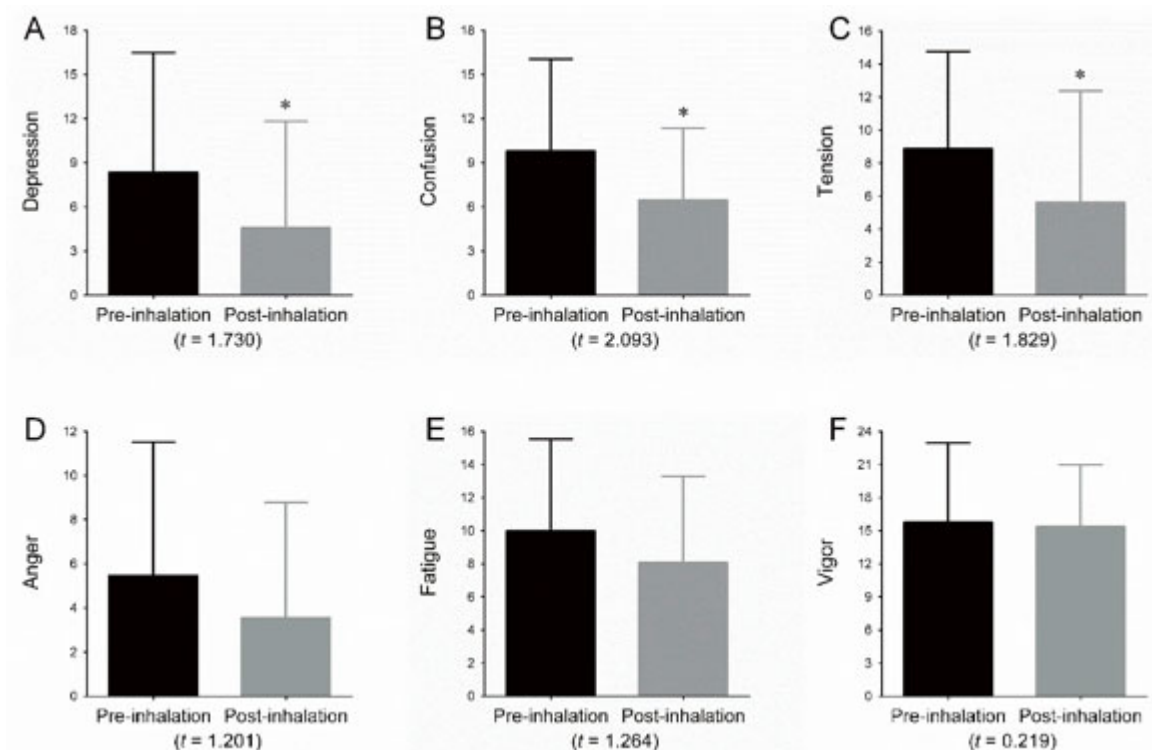 A
Depression
18
15
12
9
6
3
0
*
Pre-inhalation Post-inhalation
(t = 1.730)
B
Confusion
18
15
12
9
6
3
0
*
Pre-inhalation Post-inhalation
(t = 2.093)
C
Tension
16
14
12
10
8
6
4
2
0
*
Pre-inhalation Post-inhalation
(t = 1.829)
D
Anger
12
10
8
6
4
2
0
Pre-inhalation Post-inhalation
(t = 1.201)
E
Fatigue
16
14
12
10
8
6
4
2
0
Pre-inhalation Post-inhalation
(t = 1.264)
F
Vigor
24
21
18
15
12
9
6
3
0
Pre-inhalation Post-inhalation
(t = 0.219)